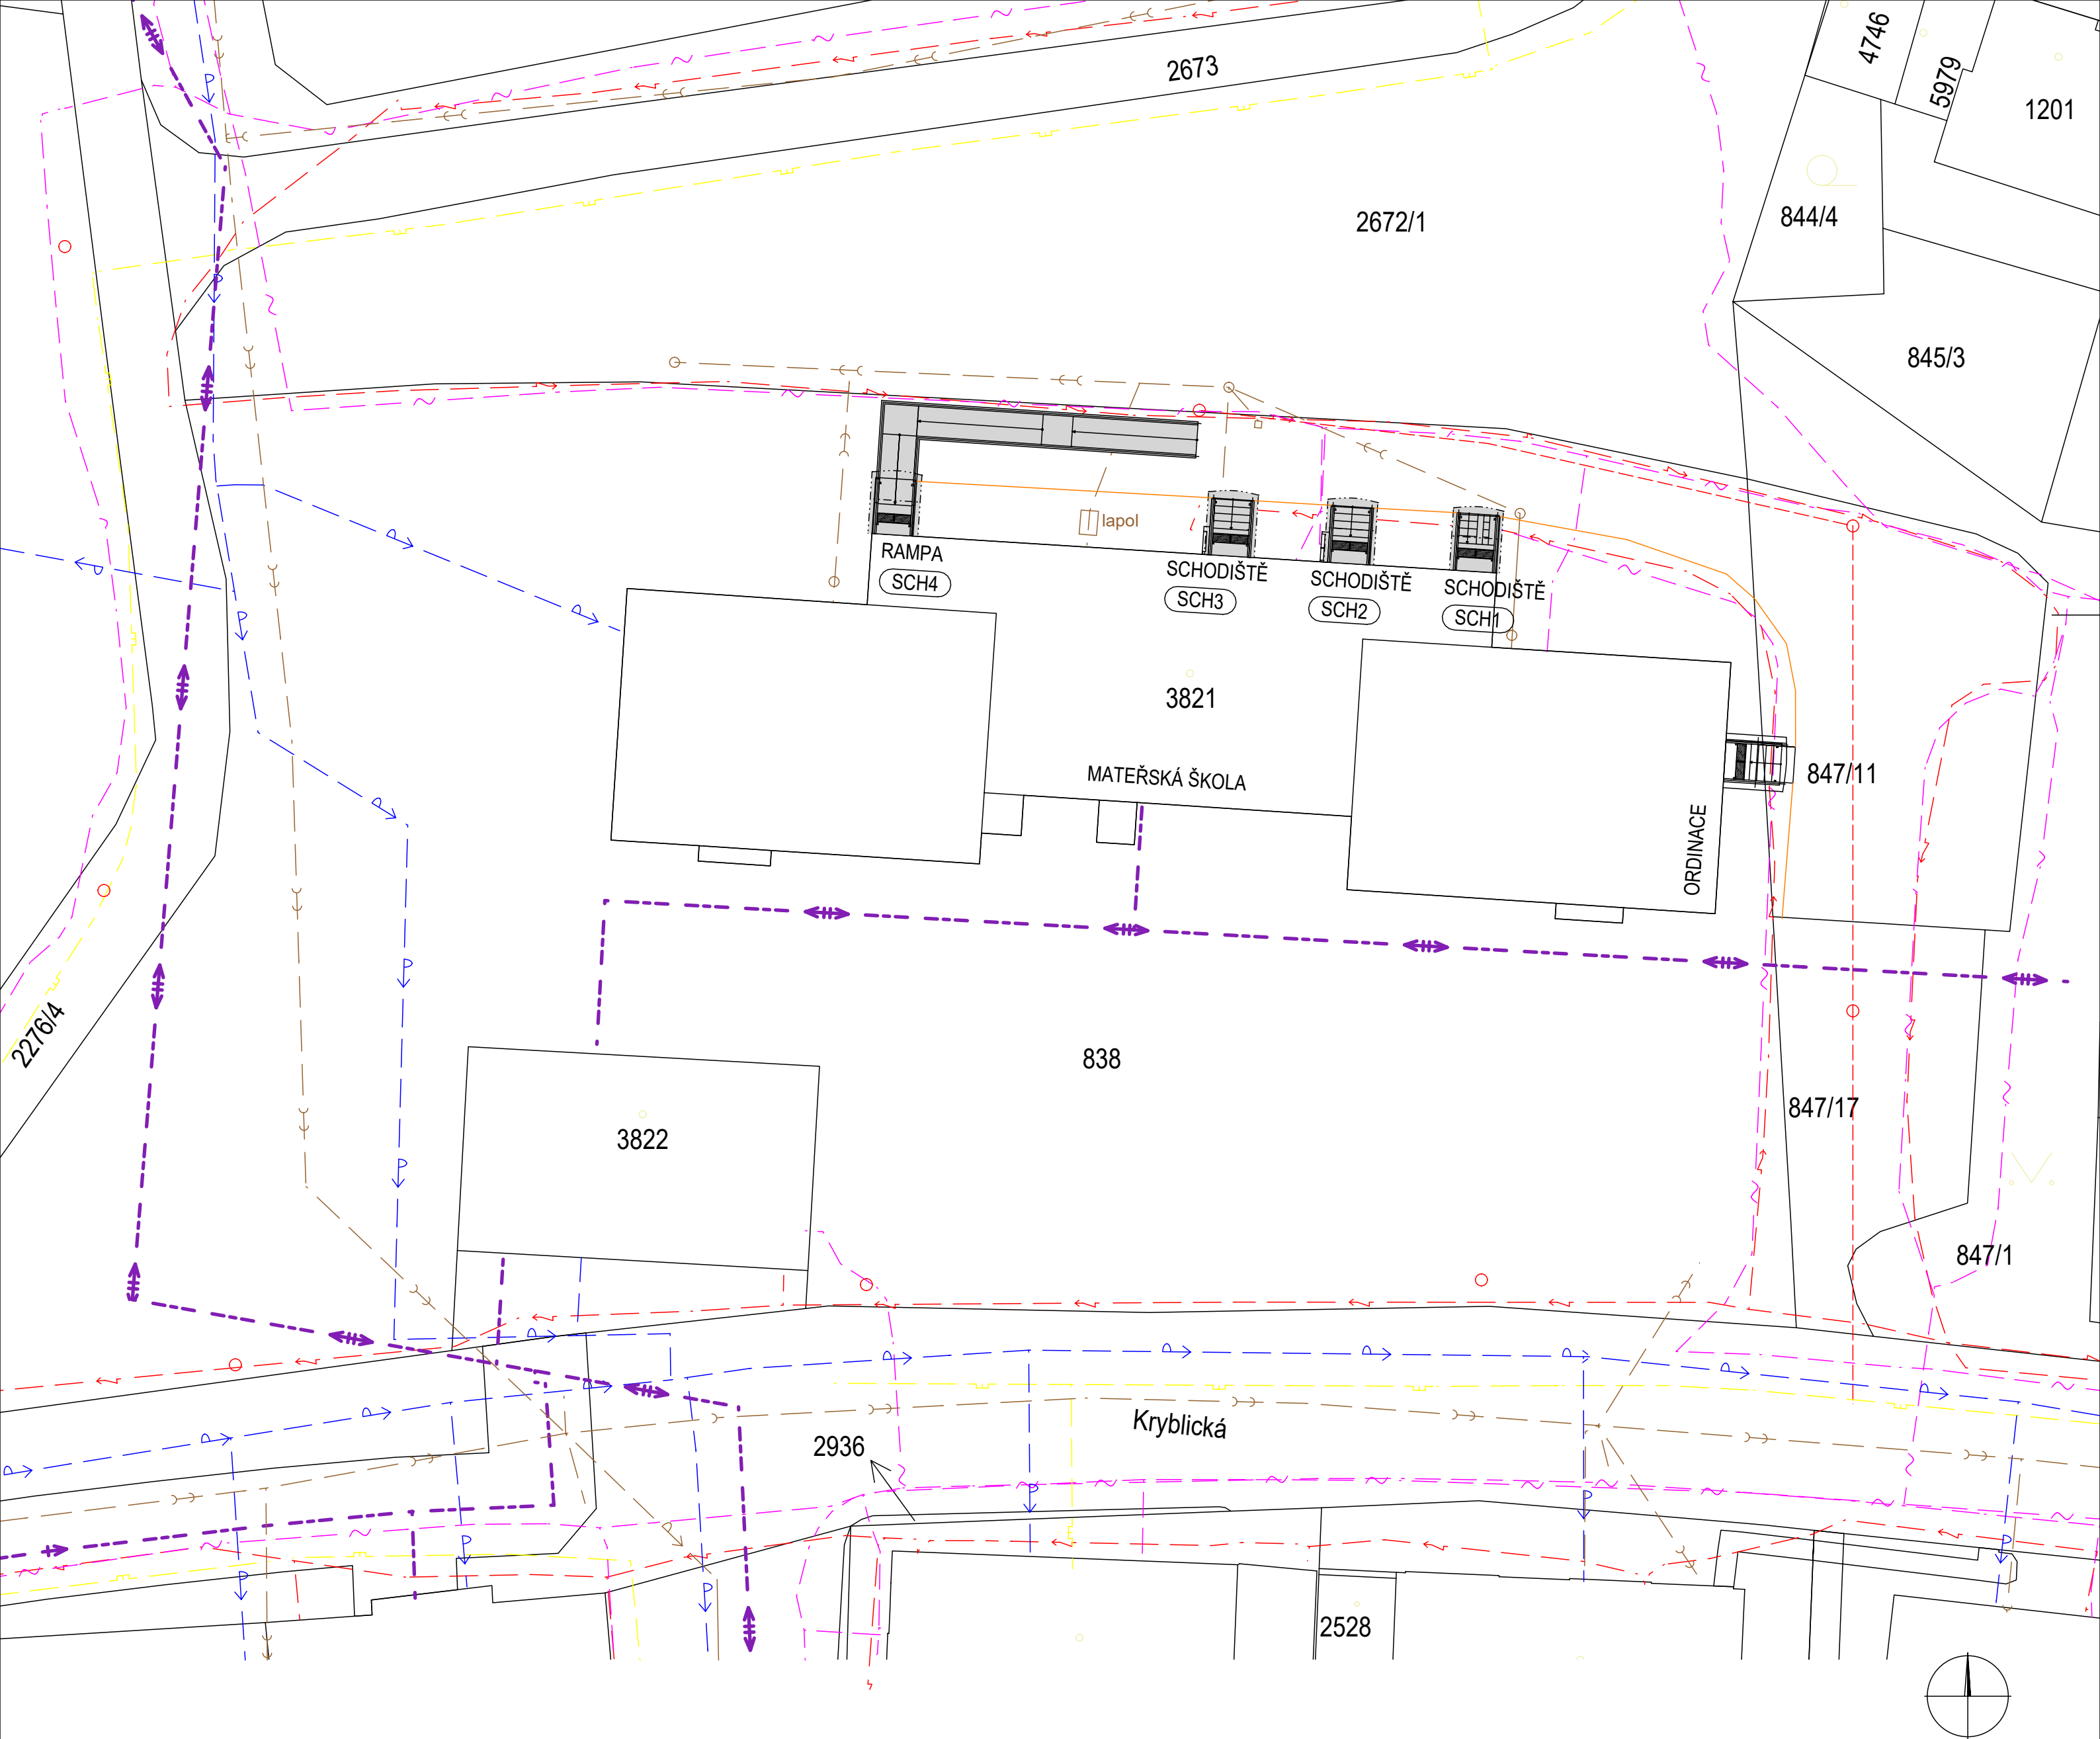 4746
5979
2673
1201
2672/1
844/4
845/3
lapol
RAMPA
SCH4
SCHODIŠTĚ
SCH3
SCHODIŠTĚ
SCH2
SCHODIŠTĚ
SCH1
3821
MATEŘSKÁ ŠKOLA
847/11
ORDINACE
2276/4
838
847/17
3822
847/1
Kryblická
2936
2528